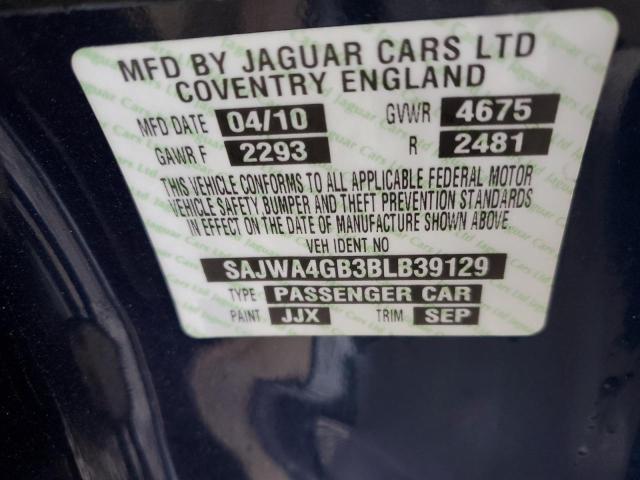 MFD BY JAGUAR CARS LTD
COVENTRY ENGLAND
MFD DATE 04/10 GVWR 4675
GAWR F 2293 R 2481
THIS VEHICLE CONFORMS TO ALL APPLICABLE FEDERAL MOTOR
VEHICLE SAFETY BUMPER AND THEFT PREVENTION STANDARDS
IN EFFECT ON THE DATE OF MANUFACTURE SHOWN ABOVE
VEH IDENT NO
SAJWA4GB3BLB39129
TYPE PASSENGER CAR
PAINT JJX TRIM SEP